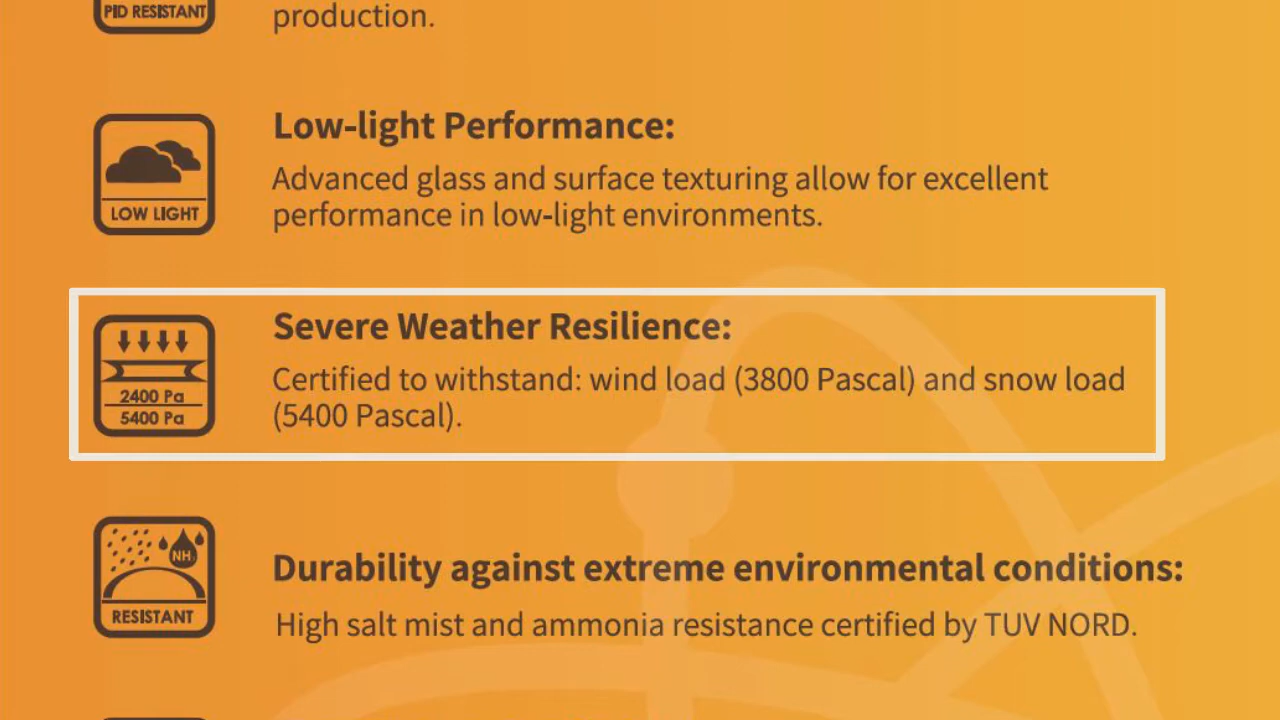 PID RESISTANT
production.
Low-light Performance:
LOW LIGHT
Advanced glass and surface texturing allow for excellent
performance in low-light environments.
Severe Weather Resilience:
2400 Pa
5400 Pa
Certified to withstand: wind load (3800 Pascal) and snow load
(5400 Pascal).
NH
RESISTANT
Durability against extreme environmental conditions:
High salt mist and ammonia resistance certified by TUV NORD.